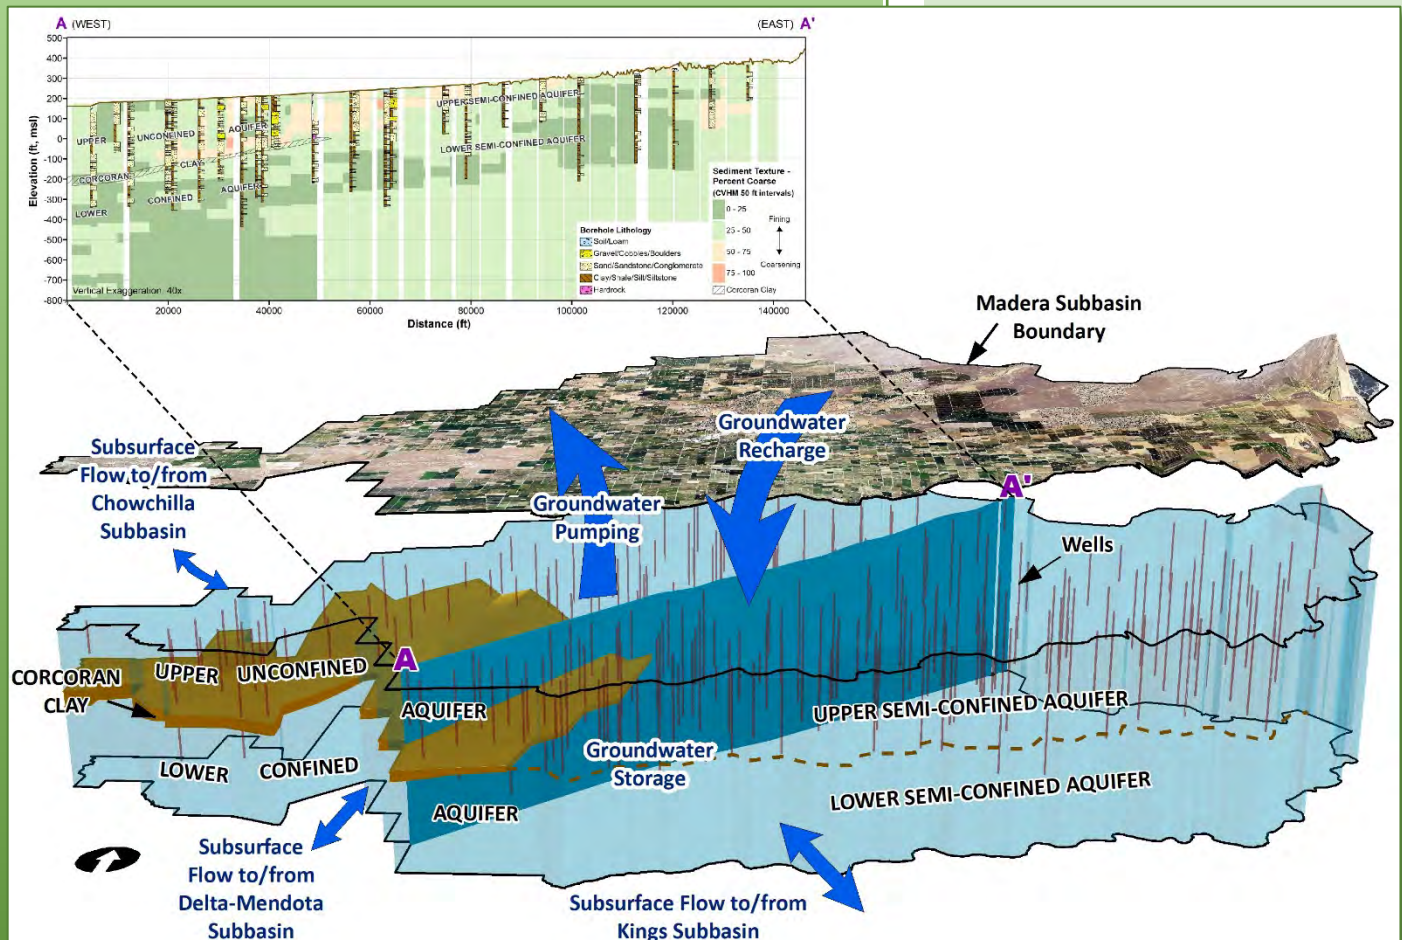 A (WEST)
(EAST) A'
500
400
300
200
100
0
-100
-200
-300
-400
-500
-600
-700
-800
Elevation (ft, msl)
UPPER
UNCONFINED
AQUIFER
UPPER SEMI-CONFINED AQUIFER
CORCORAN
CLAY
LOWER SEMI-CONFINED AQUIFER
LOWER
CONFINED
AQUIFER
Vertical Exaggeration: 40x
Borehole Lithology
Soil/Loam
Gravel/Cobbles/Boulders
Sand/Sandstone/Conglomerate
Clay/Shale/Silt/Siltstone
Hardrock
Sediment Texture -
Percent Coarse
(CVHM 50 ft intervals)
0 - 25
25 - 50
50 - 75
75 - 100
Fining
Coarsening
Corcoran Clay
20000
40000
60000
80000
100000
120000
140000
Distance (ft)
Madera Subbasin
Boundary
Subsurface
Flow to/from
Chowchilla
Subbasin
Groundwater
Recharge
Groundwater
Pumping
A'
Wells
A
CORCORAN
CLAY
UPPER
UNCONFINED
AQUIFER
UPPER SEMI-CONFINED AQUIFER
LOWER
CONFINED
AQUIFER
Groundwater
Storage
LOWER SEMI-CONFINED AQUIFER
Subsurface
Flow to/from
Delta-Mendota
Subbasin
Subsurface Flow to/from
Kings Subbasin